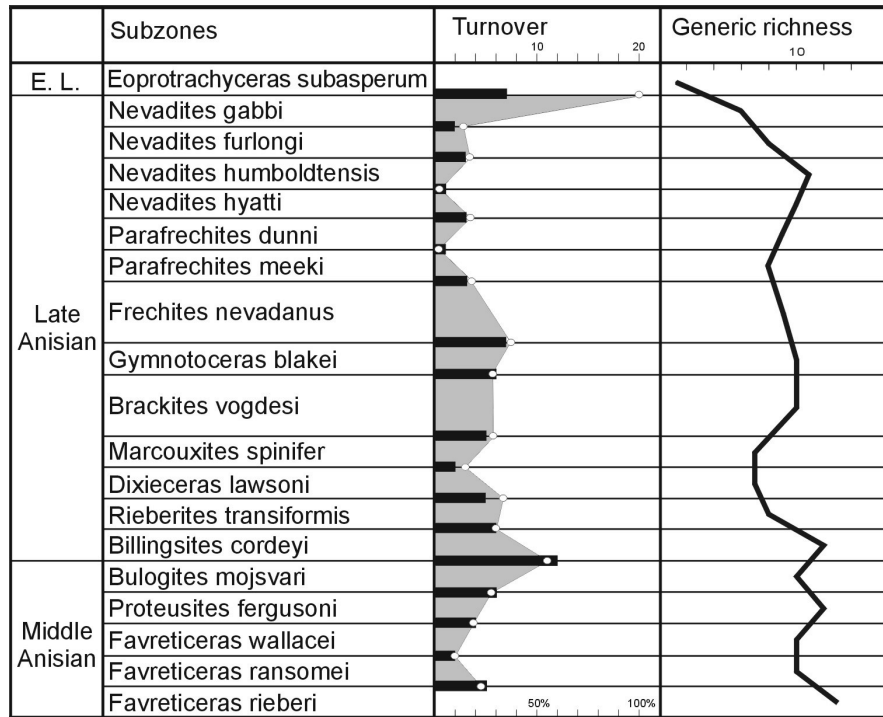 Subzones Turnover Generic richness
10 20 10
E. L. Eoprotrachyceras subasperum
Nevadites gabbi
Nevadites furlongi
Nevadites humboldtensis
Nevadites hyatti
Parafrechites dunni
Parafrechites meeki
Late
Anisian
Frechites nevadanus
Gymnotoceras blakei
Brackites vogdesi
Marcouxites spinifer
Dixieceras lawsoni
Rieberites transiformis
Billingsites cordeyi
Middle
Anisian
Bulogites mojsvari
Proteusites fergusoni
Favreticeras wallacei
Favreticeras ransomei
Favreticeras rieberi
50% 100%